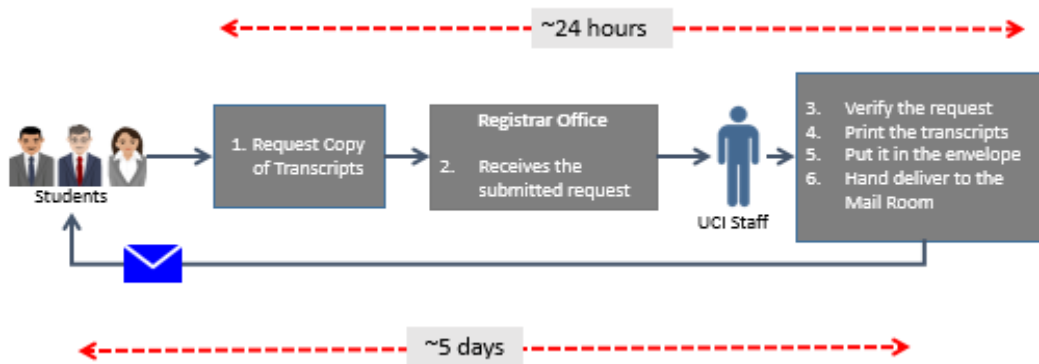 ~24 hours
1. Request Copy
of Transcripts
Registrar Office
2. Receives the
submitted request
3. Verify the request
4. Print the transcripts
5. Put it in the envelope
6. Hand deliver to the
Mail Room
Students
UCI Staff
~5 days